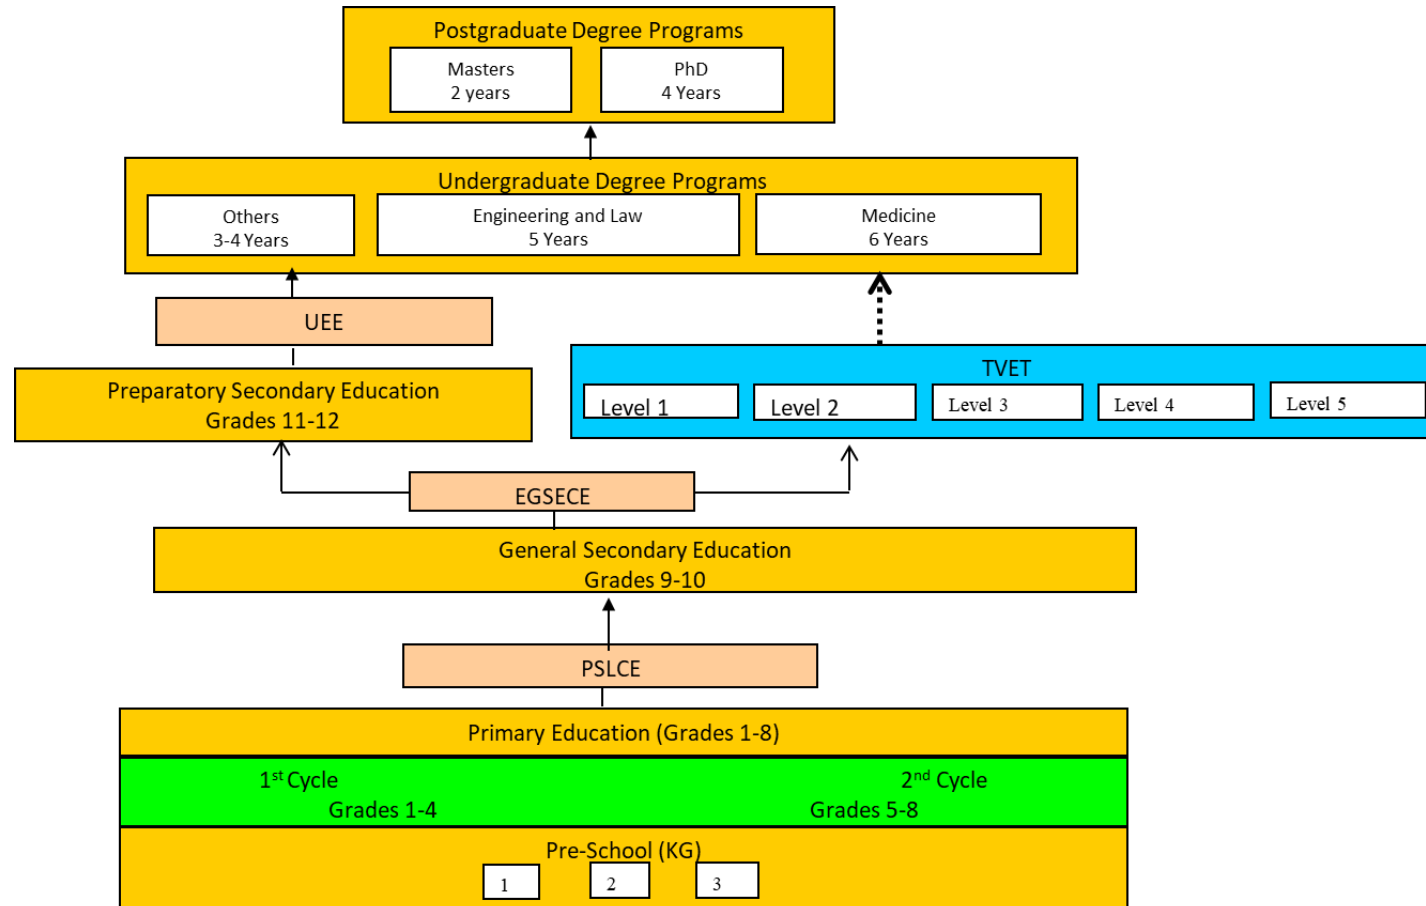 Postgraduate Degree Programs
Masters
2 years
PhD
4 Years
Undergraduate Degree Programs
Others
3-4 Years
Engineering and Law
5 Years
Medicine
6 Years
UEE
TVET
Level 1
Level 2
Level 3
Level 4
Level 5
Preparatory Secondary Education
Grades 11-12
EGSECE
General Secondary Education
Grades 9-10
PSLCE
Primary Education (Grades 1-8)
1st Cycle
Grades 1-4
2nd Cycle
Grades 5-8
Pre-School (KG)
1
2
3